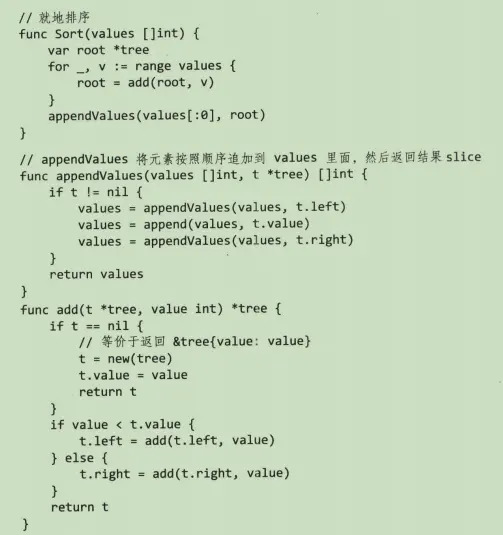 // 就地排序
func Sort(values []int) {
    var root *tree
    for _, v := range values {
        root = add(root, v)
    }
    appendValues(values[:0], root)
}
// appendValues 将元素按照顺序追加到 values 里面，然后返回结果 slice
func appendValues(values []int, t *tree) []int {
    if t != nil {
        values = appendValues(values, t.left)
        values = append(values, t.value)
        values = appendValues(values, t.right)
    }
    return values
}
func add(t *tree, value int) *tree {
    if t == nil {
        // 等价于返回 &tree{value: value}
        t = new(tree)
        t.value = value
        return t
    }
    if value < t.value {
        t.left = add(t.left, value)
    } else {
        t.right = add(t.right, value)
    }
    return t
}